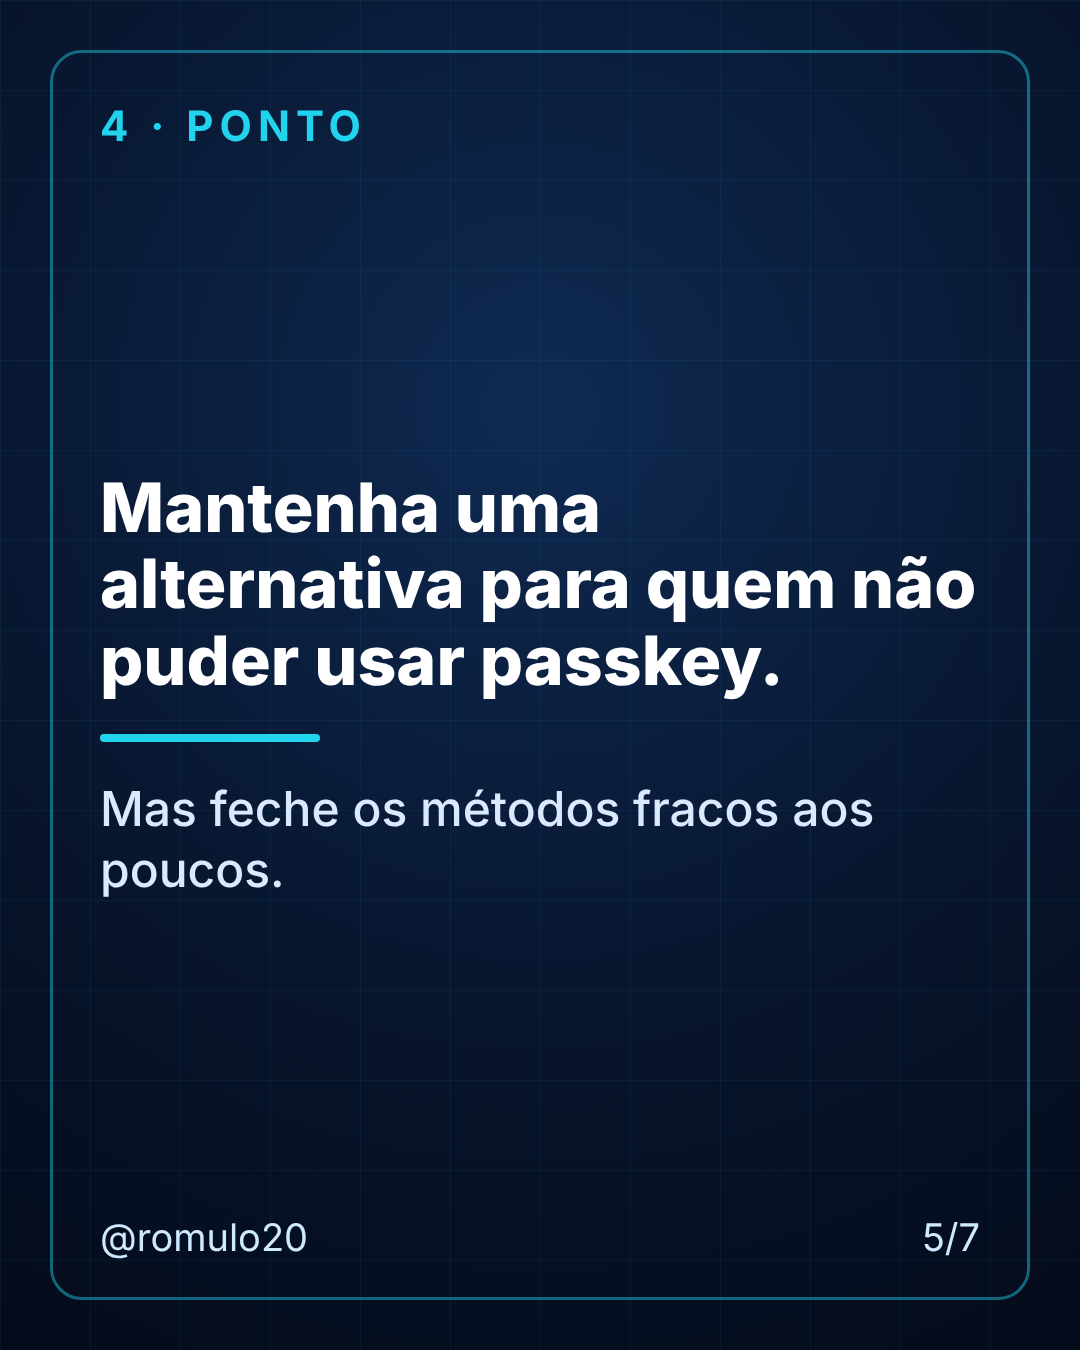 4 · PONTO
Mantenha uma
alternativa para quem não
puder usar passkey.
Mas feche os métodos fracos aos
poucos.
@romulo20
5/7